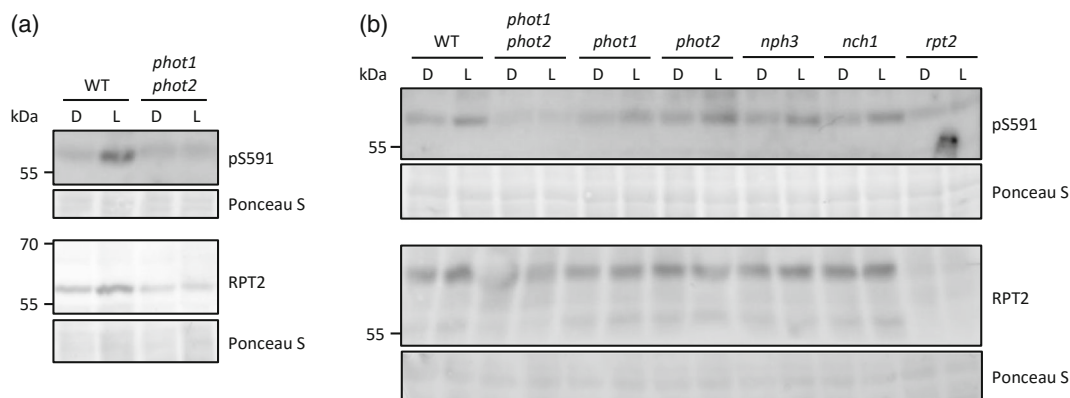 (a)
WT
phot1
phot2
kDa
D L D L
55
pS591
Ponceau S
70
55
RPT2
Ponceau S
(b)
WT
phot1
phot2
phot1
phot2
nph3
nch1
rpt2
kDa
D L D L D L D L D L D L D L
55
pS591
Ponceau S
55
RPT2
Ponceau S